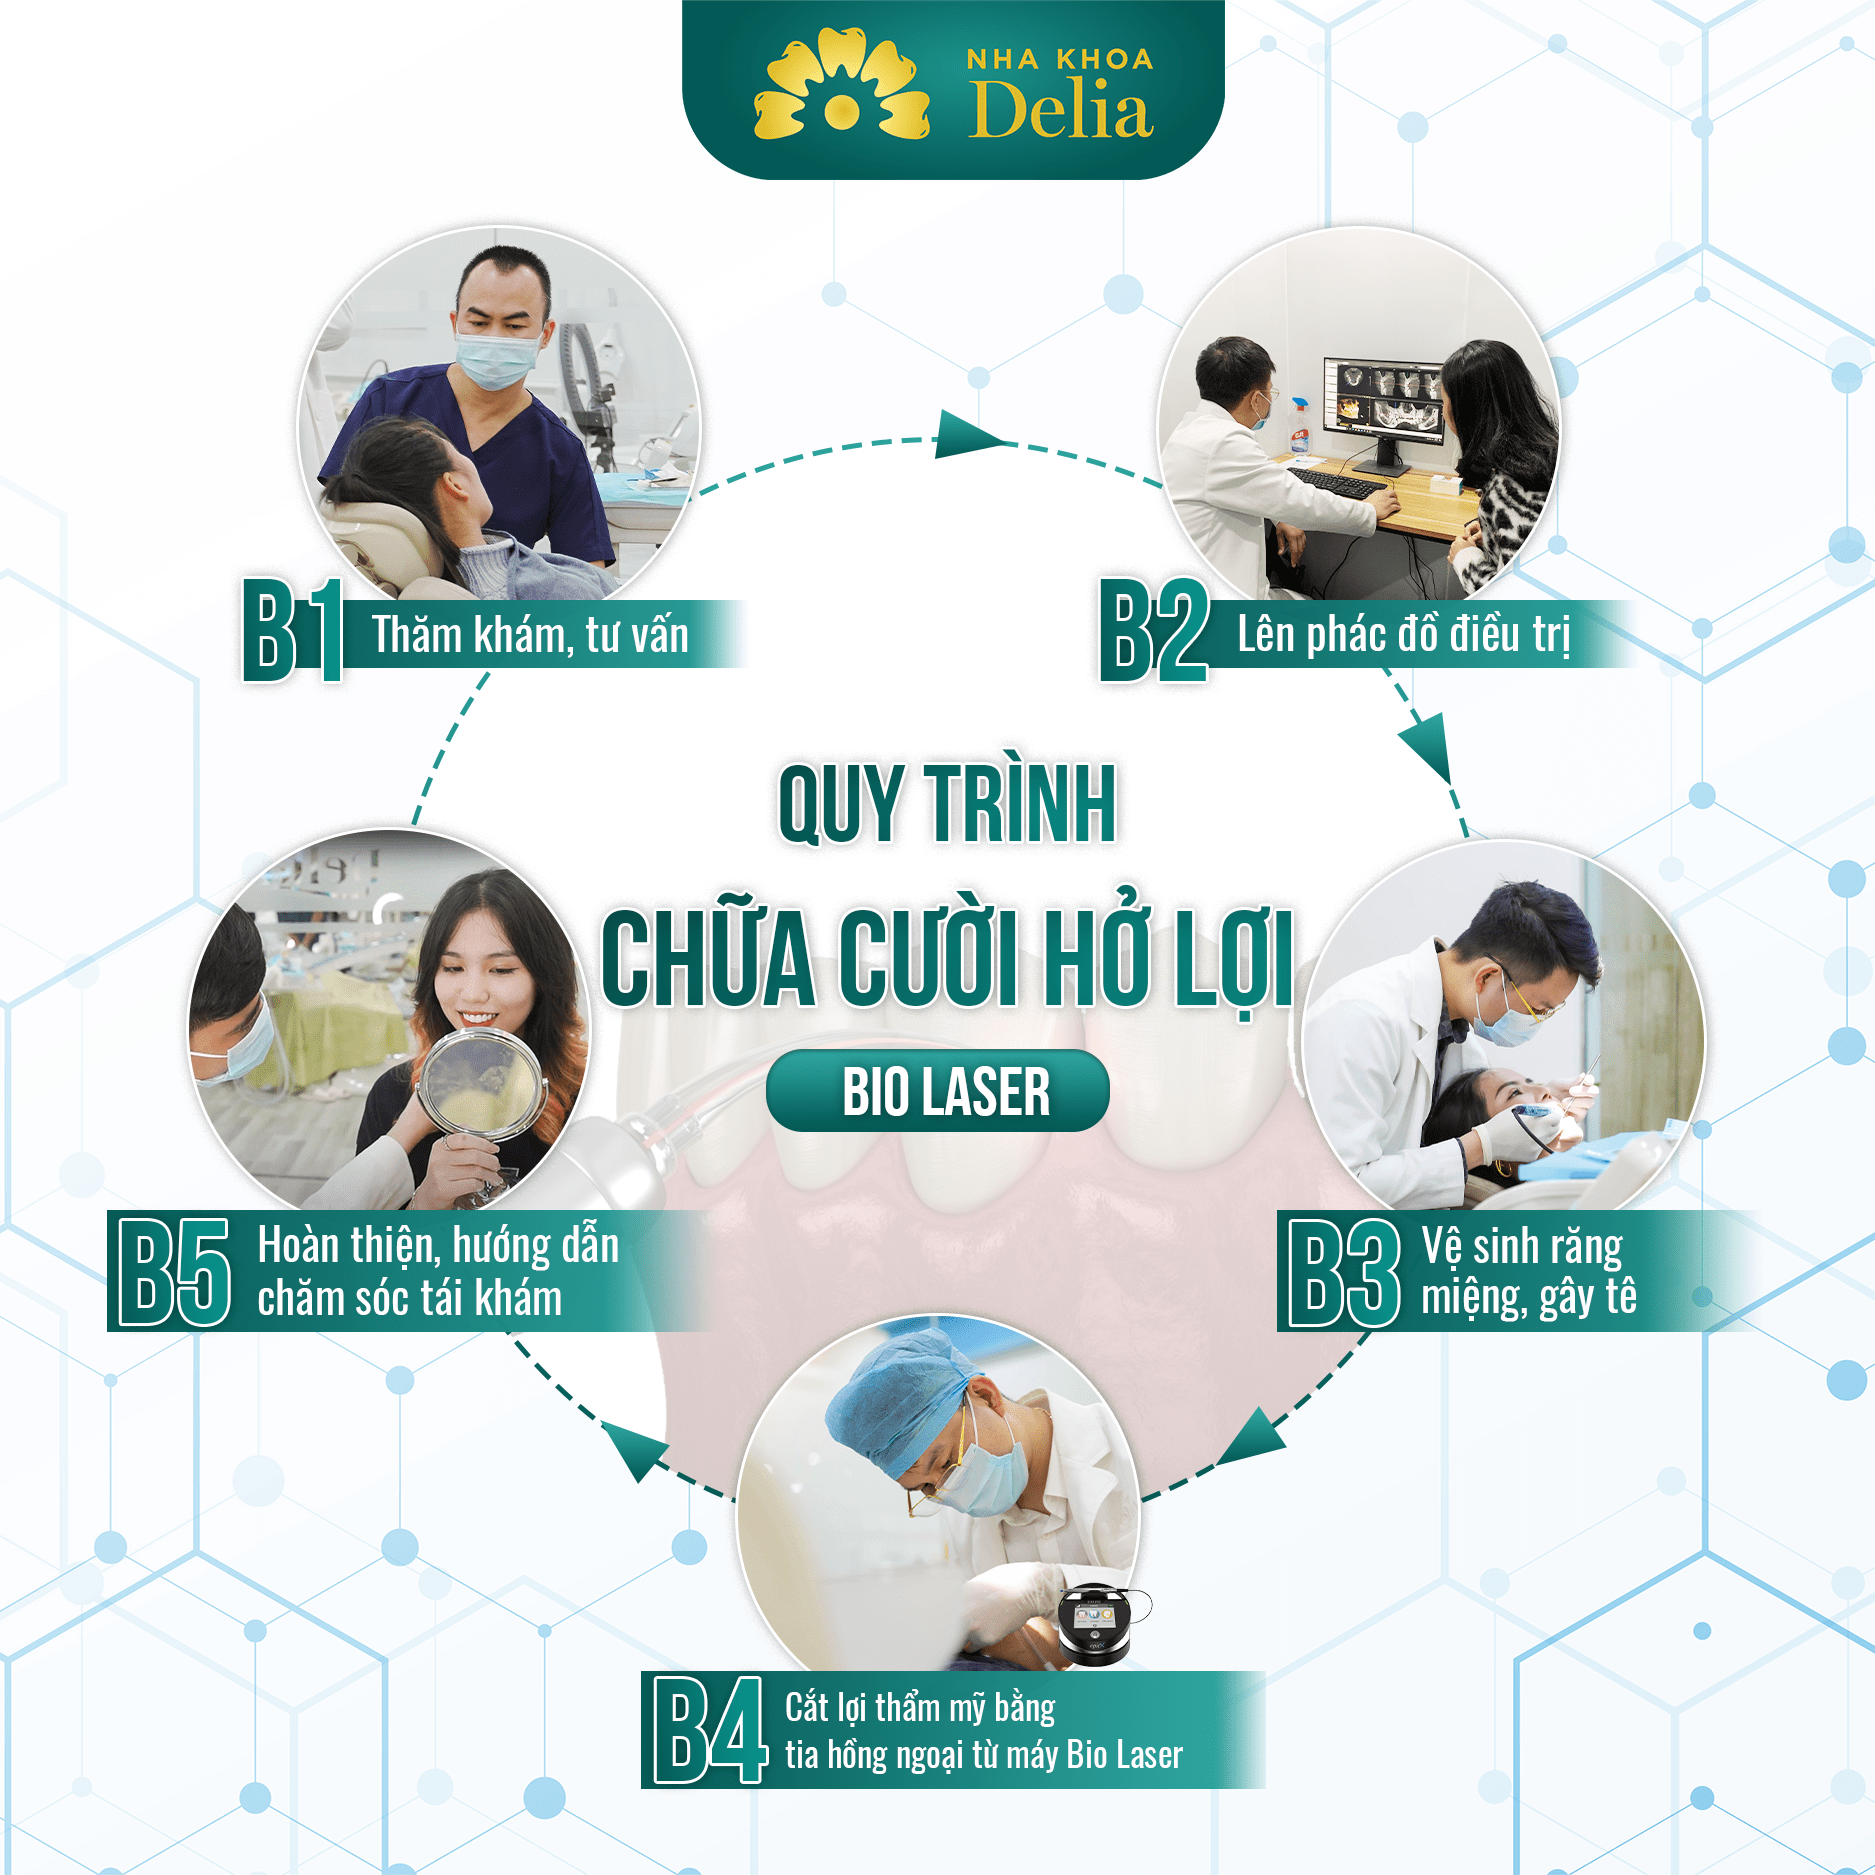 NHA KHOA
Delia
B1 Thăm khám, tư vấn
B2 Lên phác đồ điều trị
QUY TRÌNH
CHỮA CƯỜI HỞ LỢI
BIO LASER
B3 Vệ sinh răng
miệng, gây tê
B4 Cắt lợi thẩm mỹ bằng
tia hồng ngoại từ máy Bio Laser
B5 Hoàn thiện, hướng dẫn
chăm sóc tái khám